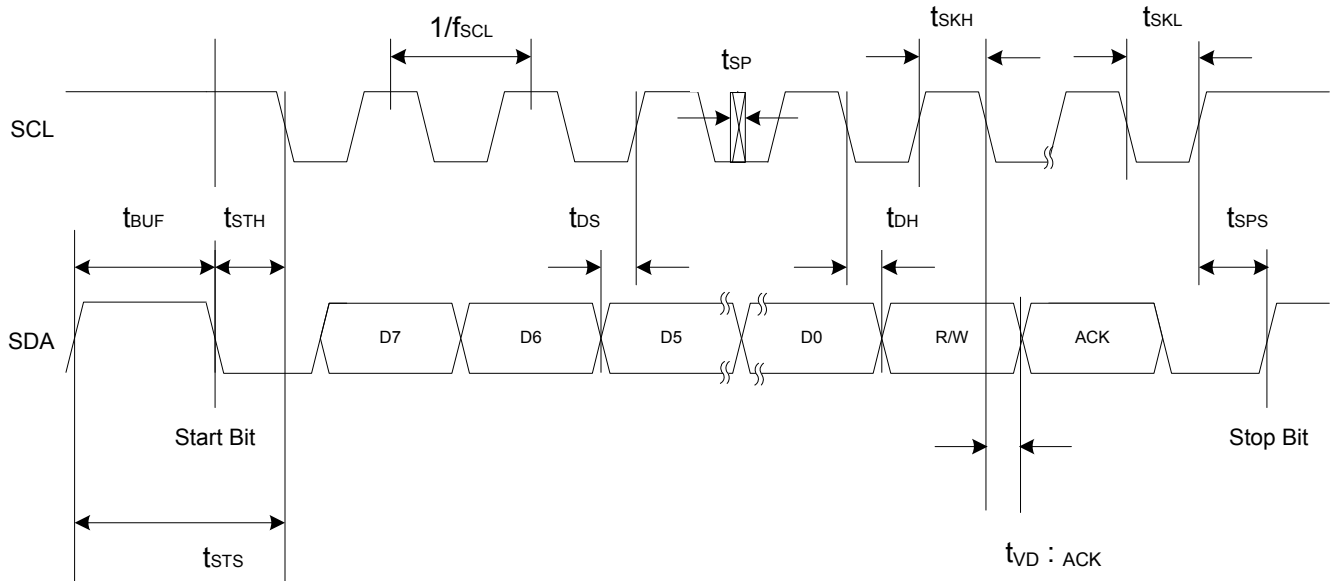 1/fSCL
tSKH
tSKL
tSP
SCL
tBUF
tSTH
tDS
tDH
tSPS
SDA
D7
D6
D5
D0
R/W
ACK
Start Bit
Stop Bit
tSTS
tVD : ACK